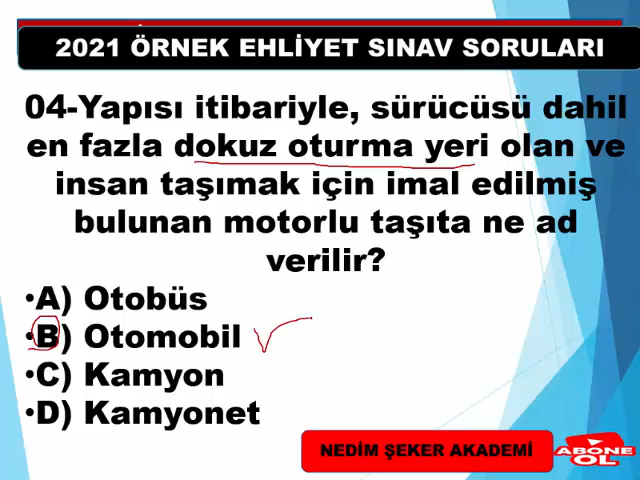 2021 ÖRNEK EHLİYET SINAV SORULARI
04-Yapısı itibariyle, sürücüsü dahil
en fazla dokuz oturma yeri olan ve
insan taşımak için imal edilmiş
bulunan motorlu taşıta ne ad
verilir?
•A) Otobüs
•B) Otomobil
•C) Kamyon
•D) Kamyonet
NEDİM ŞEKER AKADEMİ
ABONE
OL